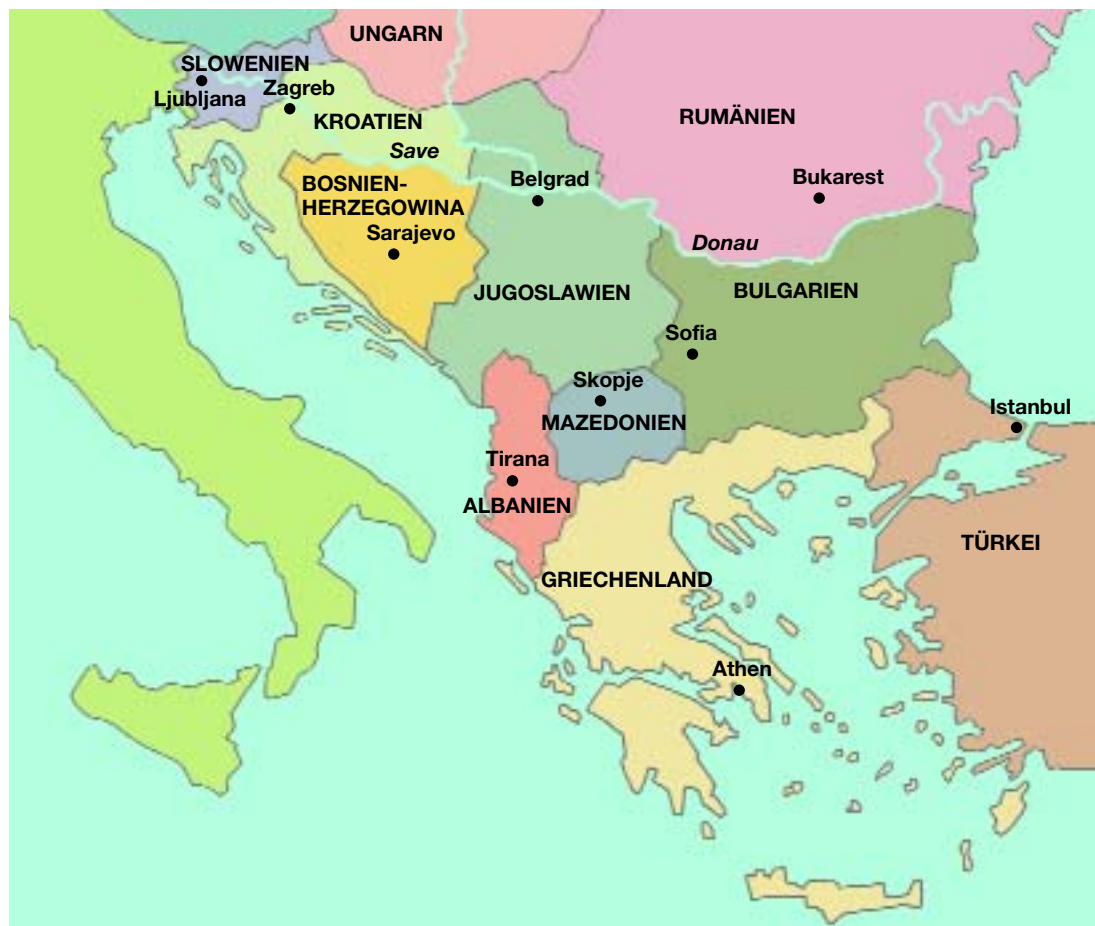 UNGARN
SLOWENIEN
Ljubljana
Zagreb
KROATIEN
Save
RUMÄNIEN
BOSNIEN-
HERZEGOWINA
Sarajevo
Belgrad
Bukarest
Donau
JUGOSLAWIEN
BULGARIEN
Sofia
Skopje
MAZEDONIEN
Istanbul
Tirana
ALBANIEN
TÜRKEI
GRIECHENLAND
Athen